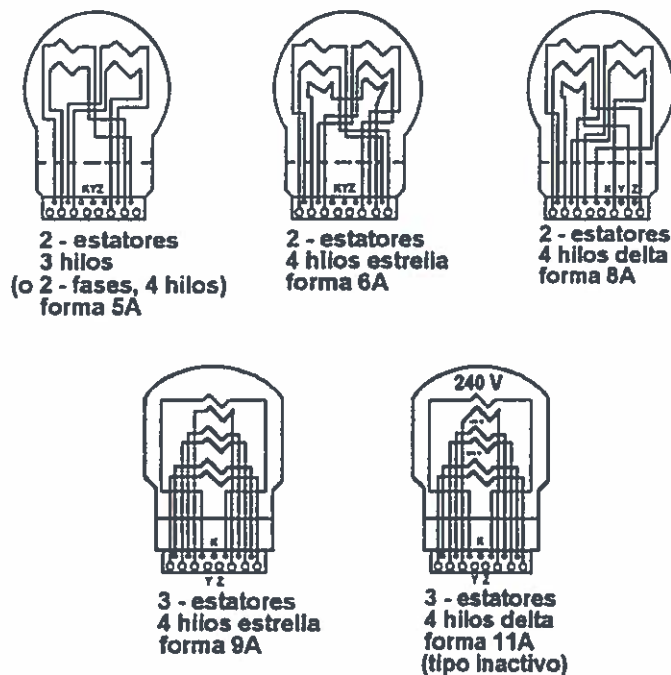 KYZ
2 - estatores
3 hilos
(o 2 - fases, 4 hilos)
forma 5A
KYZ
2 - estatores
4 hilos estrella
forma 6A
K Y Z
2 - estatores
4 hilos delta
forma 8A
K
Y Z
3 - estatores
4 hilos estrella
forma 9A
240 V
K
Y Z
3 - estatores
4 hilos delta
forma 11A
(tipo inactivo)